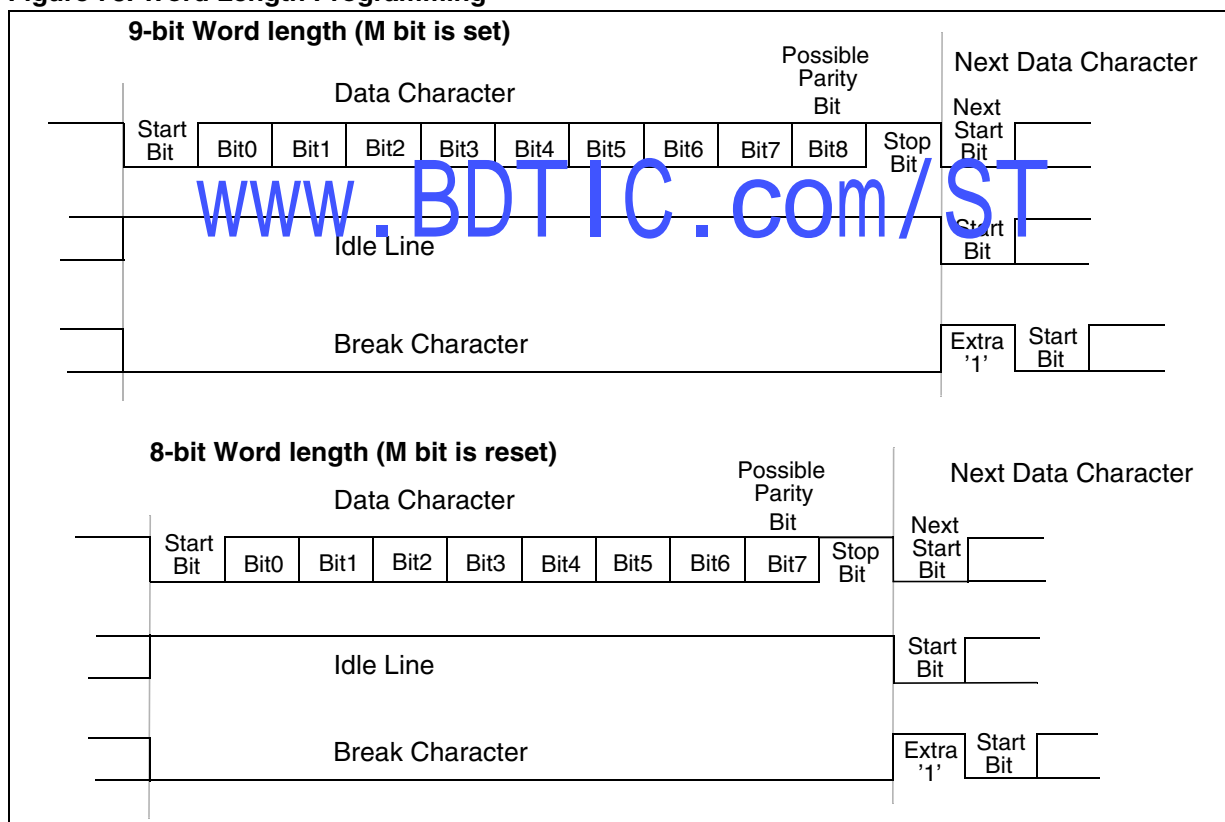 9-bit Word length (M bit is set)
Possible
Parity
Bit
Next Data Character
Data Character
Next
Start
Bit
Start
Bit
Bit0 Bit1 Bit2 Bit3 Bit4 Bit5 Bit6 Bit7 Bit8
Stop
Bit
www.BDTIC.com/ST
Idle Line
Start
Bit
Break Character
Extra
'1'
Start
Bit
8-bit Word length (M bit is reset)
Possible
Parity
Bit
Next Data Character
Data Character
Next
Start
Bit
Start
Bit
Bit0 Bit1 Bit2 Bit3 Bit4 Bit5 Bit6 Bit7
Stop
Bit
Idle Line
Start
Bit
Break Character
Extra
'1'
Start
Bit